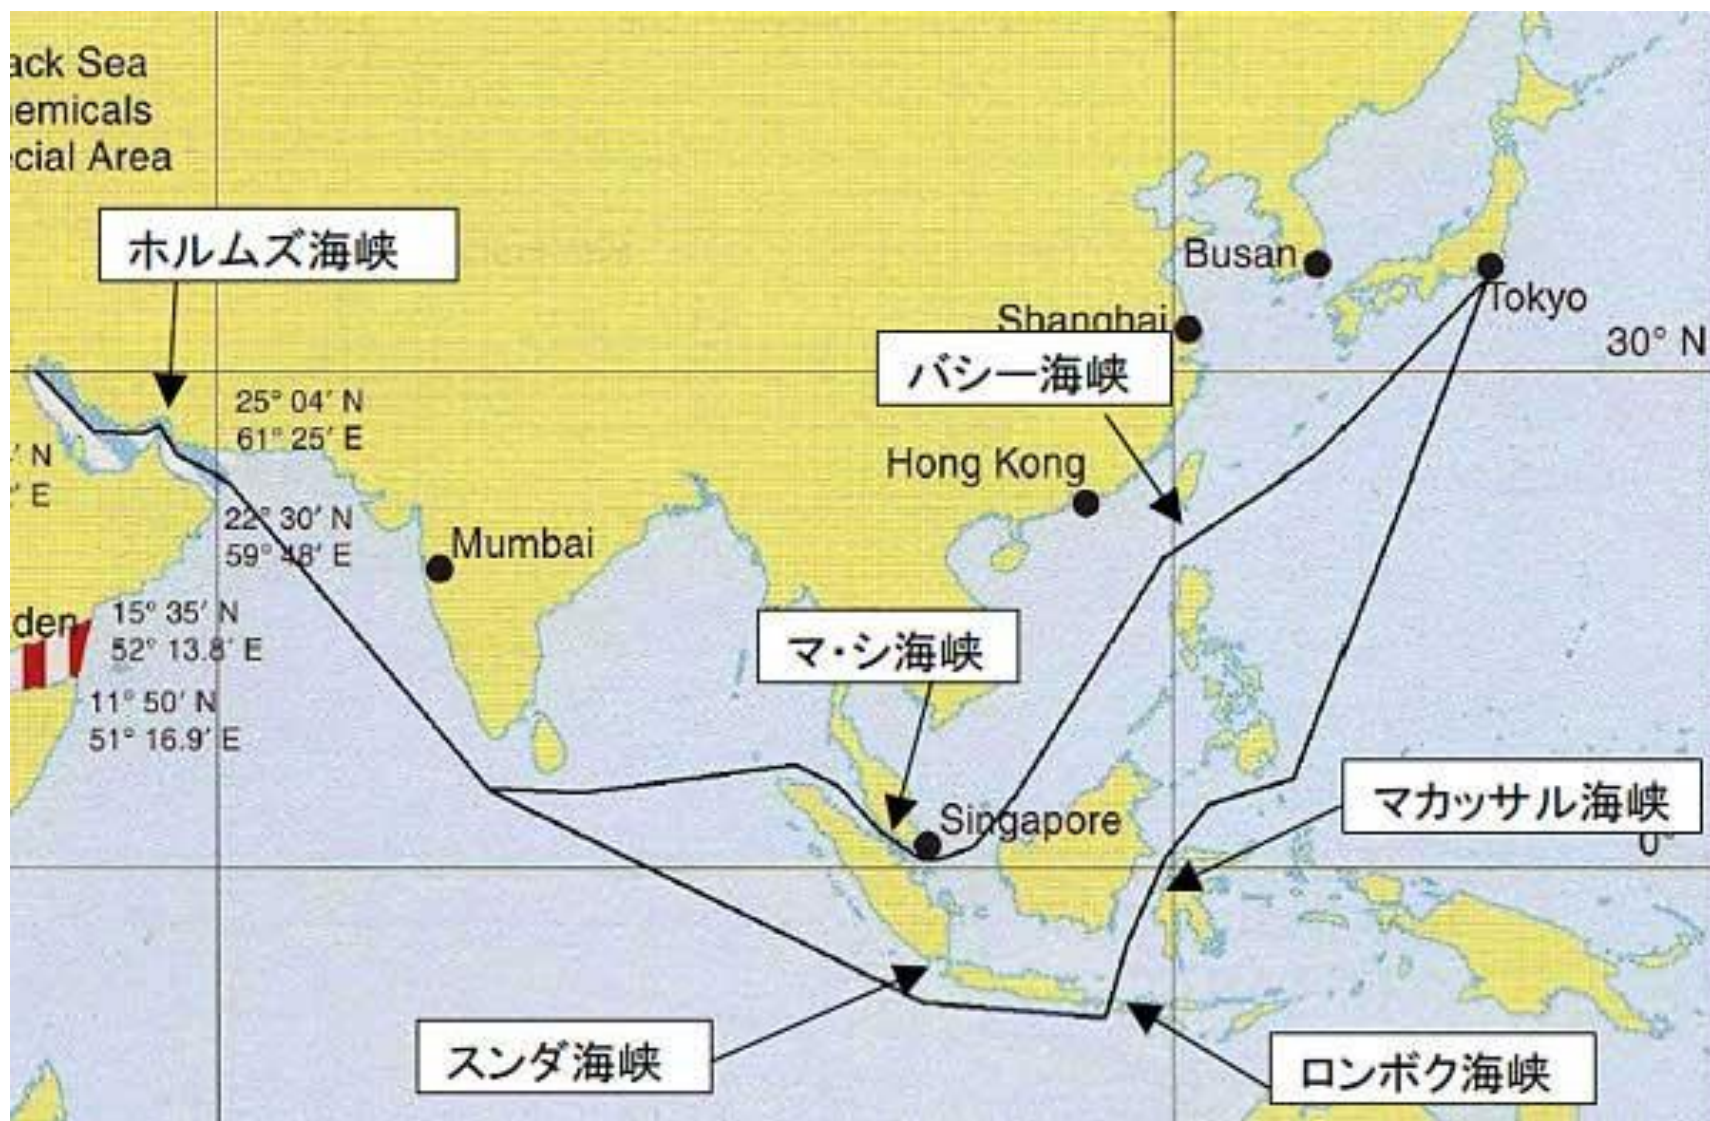 ack Sea
hemicals
cial Area
ホルムズ海峡
Busan
Tokyo
Shanghai
30° N
バシー海峡
25° 04′ N
61° 25′ E
′ N
′ E
Hong Kong
22° 30′ N
59° 48′ E
Mumbai
den
15° 35′ N
52° 13.8′ E
マ・シ海峡
11° 50′ N
51° 16.9′ E
Singapore
マカッサル海峡
0°
スンダ海峡
ロンボク海峡